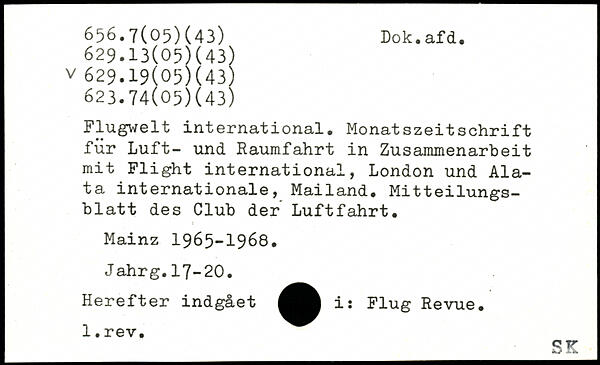 656.7(05)(43) Dok.afd.
629.13(05)(43)
v 629.19(05)(43)
623.74(05)(43)
Flugwelt international. Monatszeitschrift
für Luft- und Raumfahrt in Zusammenarbeit
mit Flight international, London und Ala-
ta internationale, Mailand. Mitteilungs-
blatt des Club der Luftfahrt.
Mainz 1965-1968.
Jahrg.17-20.
Herefter indgået i: Flug Revue.
1.rev.
SK